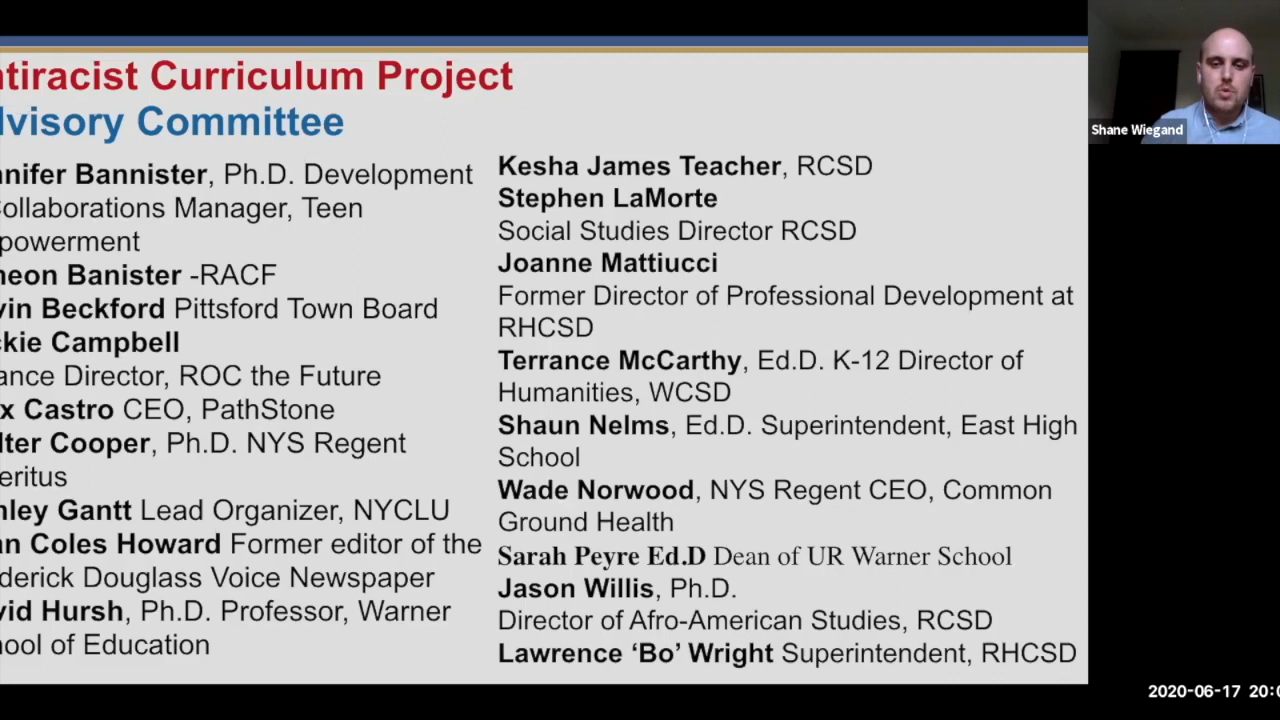 ntiracist Curriculum Project
dvisory Committee
nnifer Bannister, Ph.D. Development
Collaborations Manager, Teen
powerment
meon Banister -RACF
vin Beckford Pittsford Town Board
ckie Campbell
ance Director, ROC the Future
x Castro CEO, PathStone
lter Cooper, Ph.D. NYS Regent
eritus
nley Gantt Lead Organizer, NYCLU
an Coles Howard Former editor of the
derick Douglass Voice Newspaper
vid Hursh, Ph.D. Professor, Warner
hool of Education
Kesha James Teacher, RCSD
Stephen LaMorte
Social Studies Director RCSD
Joanne Mattiucci
Former Director of Professional Development at
RHCSD
Terrance McCarthy, Ed.D. K-12 Director of
Humanities, WCSD
Shaun Nelms, Ed.D. Superintendent, East High
School
Wade Norwood, NYS Regent CEO, Common
Ground Health
Sarah Peyre Ed.D Dean of UR Warner School
Jason Willis, Ph.D.
Director of Afro-American Studies, RCSD
Lawrence ‘Bo’ Wright Superintendent, RHCSD
Shane Wiegand
2020-06-17 20:0